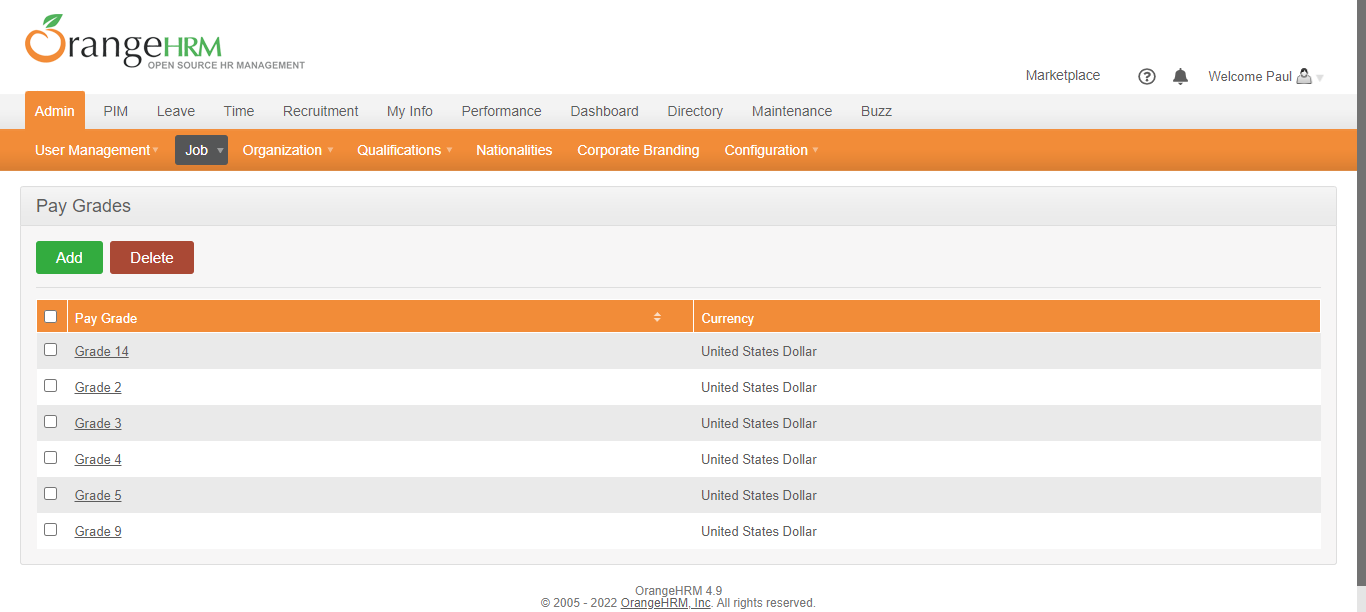 OrangeHRM
OPEN SOURCE HR MANAGEMENT
Marketplace
Welcome Paul
Admin PIM Leave Time Recruitment My Info Performance Dashboard Directory Maintenance Buzz
User Management Job Organization Qualifications Nationalities Corporate Branding Configuration
Pay Grades
Add Delete
Pay Grade Currency
Grade 14 United States Dollar
Grade 2 United States Dollar
Grade 3 United States Dollar
Grade 4 United States Dollar
Grade 5 United States Dollar
Grade 9 United States Dollar
OrangeHRM 4.9
© 2005 - 2022 OrangeHRM, Inc. All rights reserved.